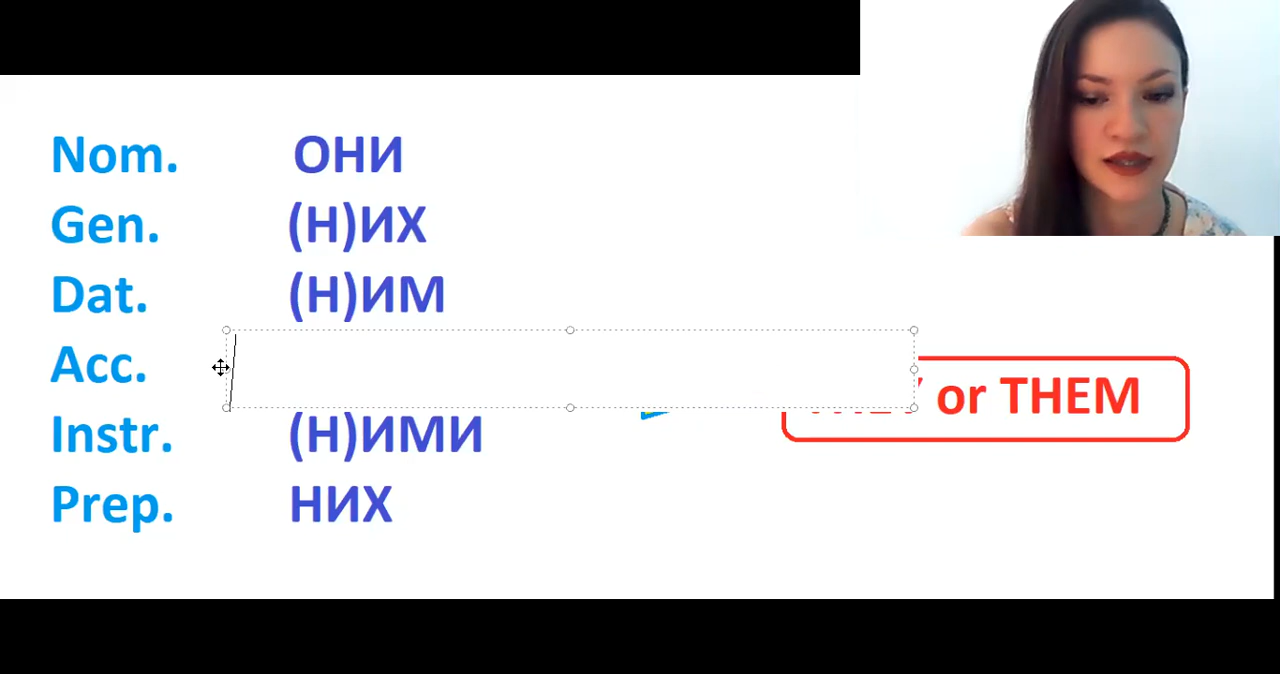 Nom. ОНИ
Gen. (Н)ИХ
Dat. (Н)ИМ
Acc.
or THEM
Instr. (Н)ИМИ
Prep. НИХ